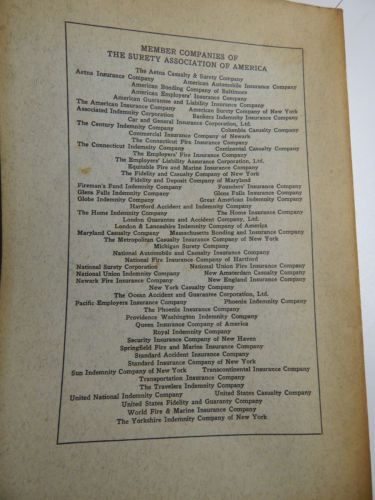 MEMBER COMPANIES OF
THE SURETY ASSOCIATION OF AMERICA
The Aetna Casualty & Surety Company
Aetna Insurance Company American Automobile Insurance Company
American Bonding Company of Baltimore
American Employers' Insurance Company
American Guarantee and Liability Insurance Company
The American Insurance Company American Surety Company of New York
Associated Indemnity Corporation Bankers Indemnity Insurance Company
Car and General Insurance Corporation, Ltd.
The Century Indemnity Company Columbia Casualty Company
Commercial Insurance Company of Newark
The Connecticut Fire Insurance Company
The Connecticut Indemnity Company Continental Casualty Company
The Employers' Fire Insurance Company
The Employers' Liability Assurance Corporation, Ltd.
Equitable Fire and Marine Insurance Company
The Fidelity and Casualty Company of New York
Fidelity and Deposit Company of Maryland
Fireman's Fund Indemnity Company Founders' Insurance Company
Glens Falls Indemnity Company Glens Falls Insurance Company
Globe Indemnity Company Great American Indemnity Company
Hartford Accident and Indemnity Company
The Home Indemnity Company The Home Insurance Company
London Guarantee and Accident Company, Ltd.
London & Lancashire Indemnity Company of America
Maryland Casualty Company Massachusetts Bonding and Insurance Company
The Metropolitan Casualty Insurance Company of New York
Michigan Surety Company
National Automobile and Casualty Insurance Company
National Fire Insurance Company of Hartford
National Surety Corporation National Union Fire Insurance Company
National Union Indemnity Company New Amsterdam Casualty Company
Newark Fire Insurance Company New England Insurance Company
New York Casualty Company
The Ocean Accident and Guarantee Corporation, Ltd.
Pacific Employers Insurance Company Phoenix Indemnity Company
The Phoenix Insurance Company
Providence Washington Indemnity Company
Queen Insurance Company of America
Royal Indemnity Company
Security Insurance Company of New Haven
Springfield Fire and Marine Insurance Company
Standard Accident Insurance Company
Standard Insurance Company of New York
Sun Indemnity Company of New York Transcontinental Insurance Company
Transportation Insurance Company
The Travelers Indemnity Company
United National Indemnity Company United States Casualty Company
United States Fidelity and Guaranty Company
World Fire & Marine Insurance Company
The Yorkshire Indemnity Company of New York